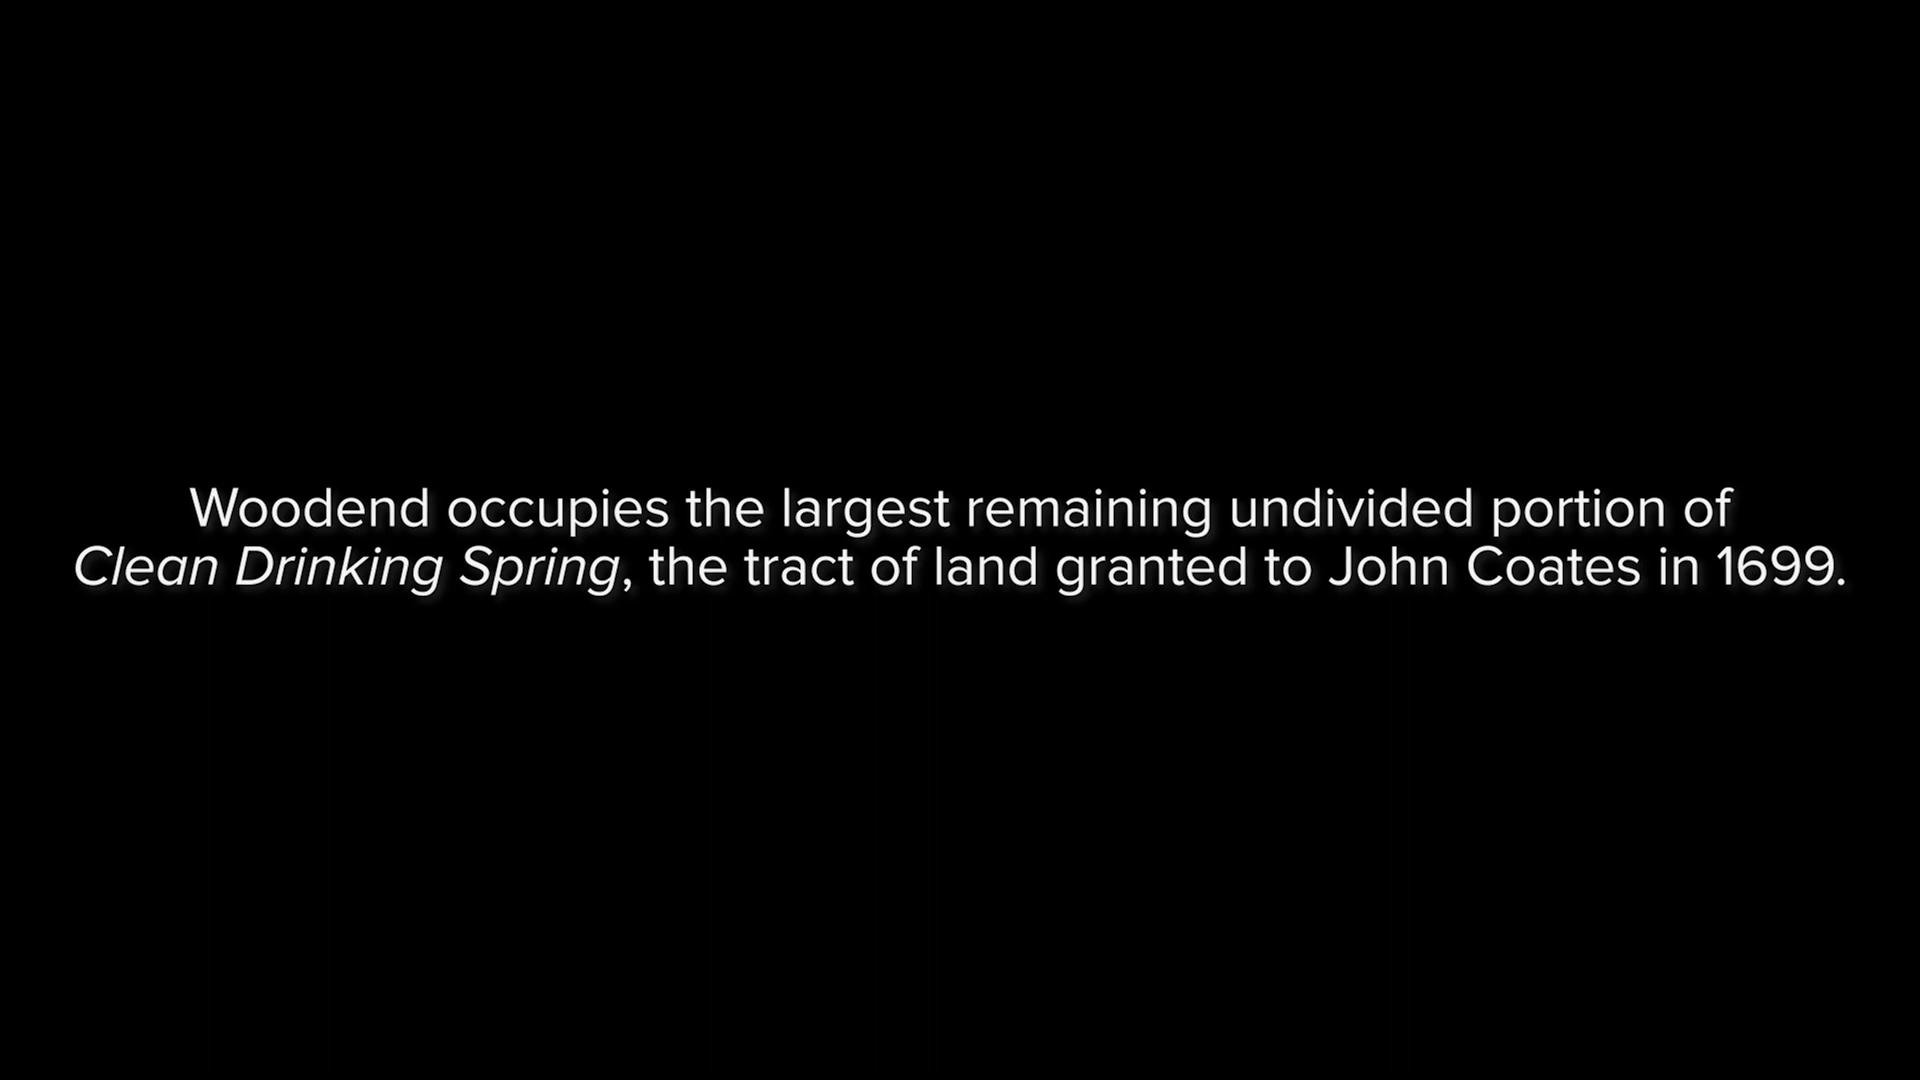 Woodend occupies the largest remaining undivided portion of
Clean Drinking Spring, the tract of land granted to John Coates in 1699.